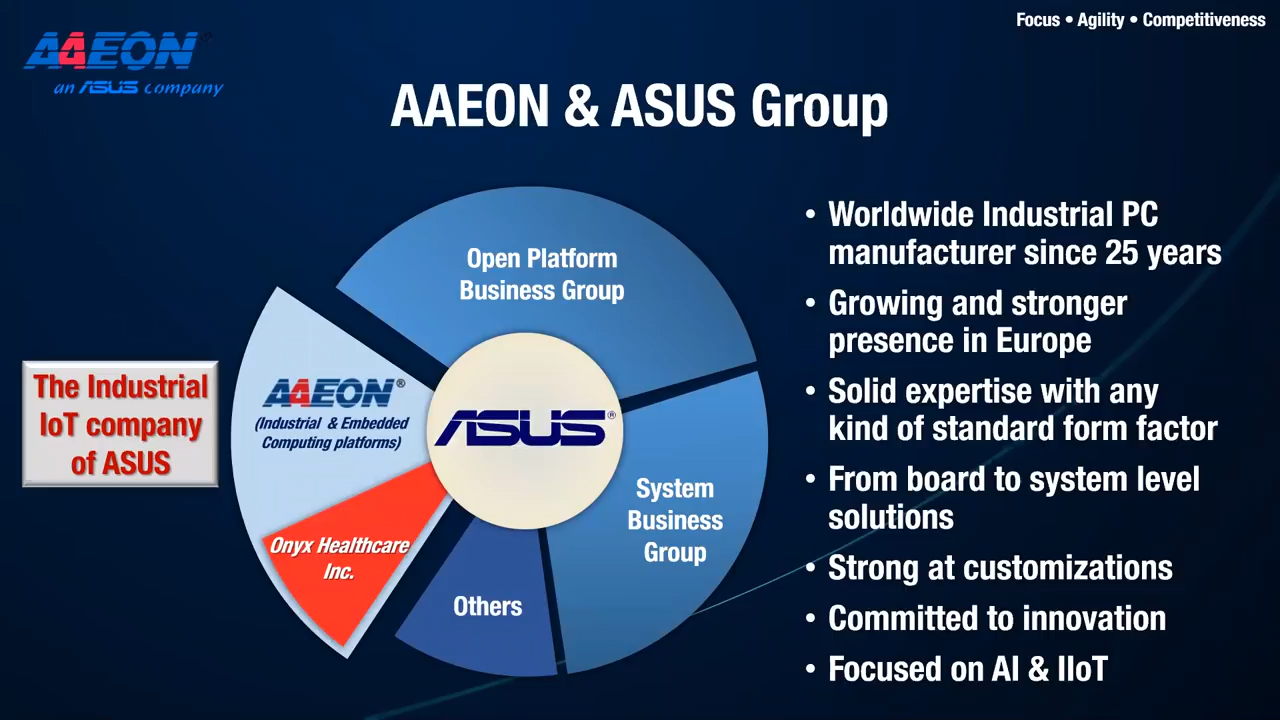 Focus • Agility • Competitiveness
AAEON®
an ASUS company
AAEON & ASUS Group
Open Platform
Business Group
AAEON®
(Industrial & Embedded
Computing platforms)
The Industrial
IoT company
of ASUS
ASUS®
System
Business
Group
Onyx Healthcare
Inc.
Others
• Worldwide Industrial PC
manufacturer since 25 years
• Growing and stronger
presence in Europe
• Solid expertise with any
kind of standard form factor
• From board to system level
solutions
• Strong at customizations
• Committed to innovation
• Focused on AI & IIoT